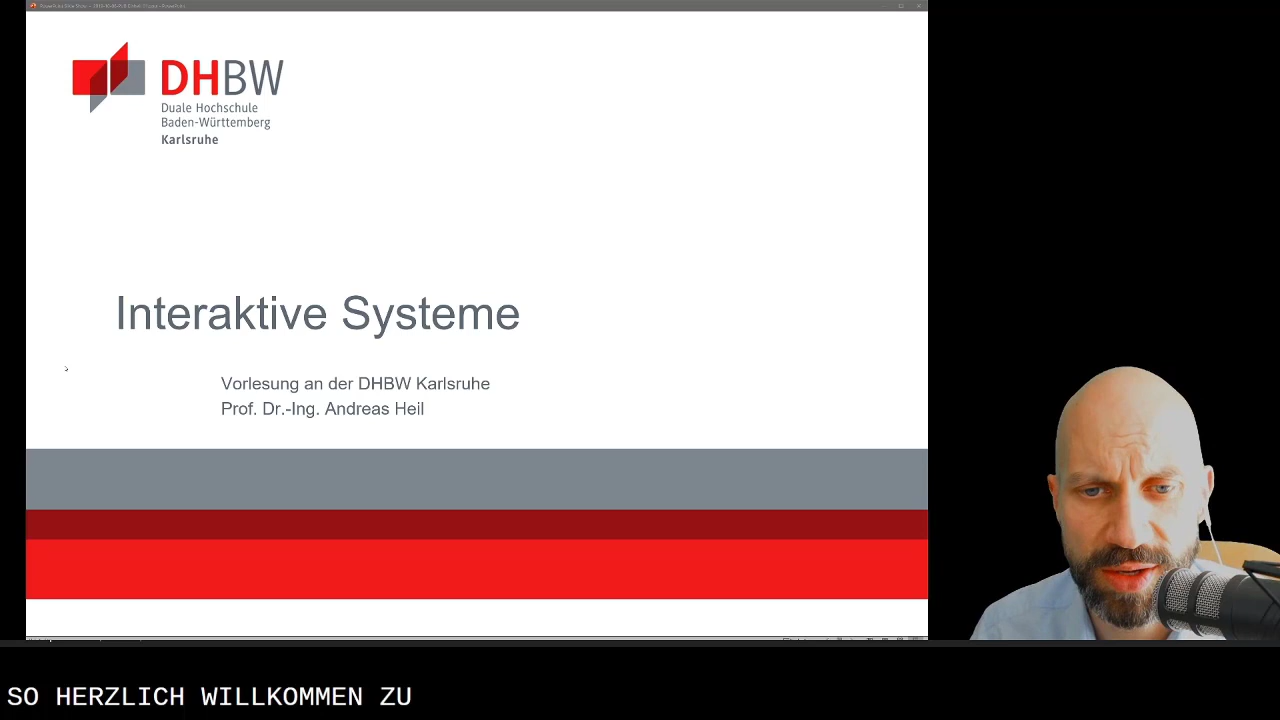 DHBW
Duale Hochschule
Baden-Württemberg
Karlsruhe
Interaktive Systeme
Vorlesung an der DHBW Karlsruhe
Prof. Dr.-Ing. Andreas Heil
SO HERZLICH WILLKOMMEN ZU